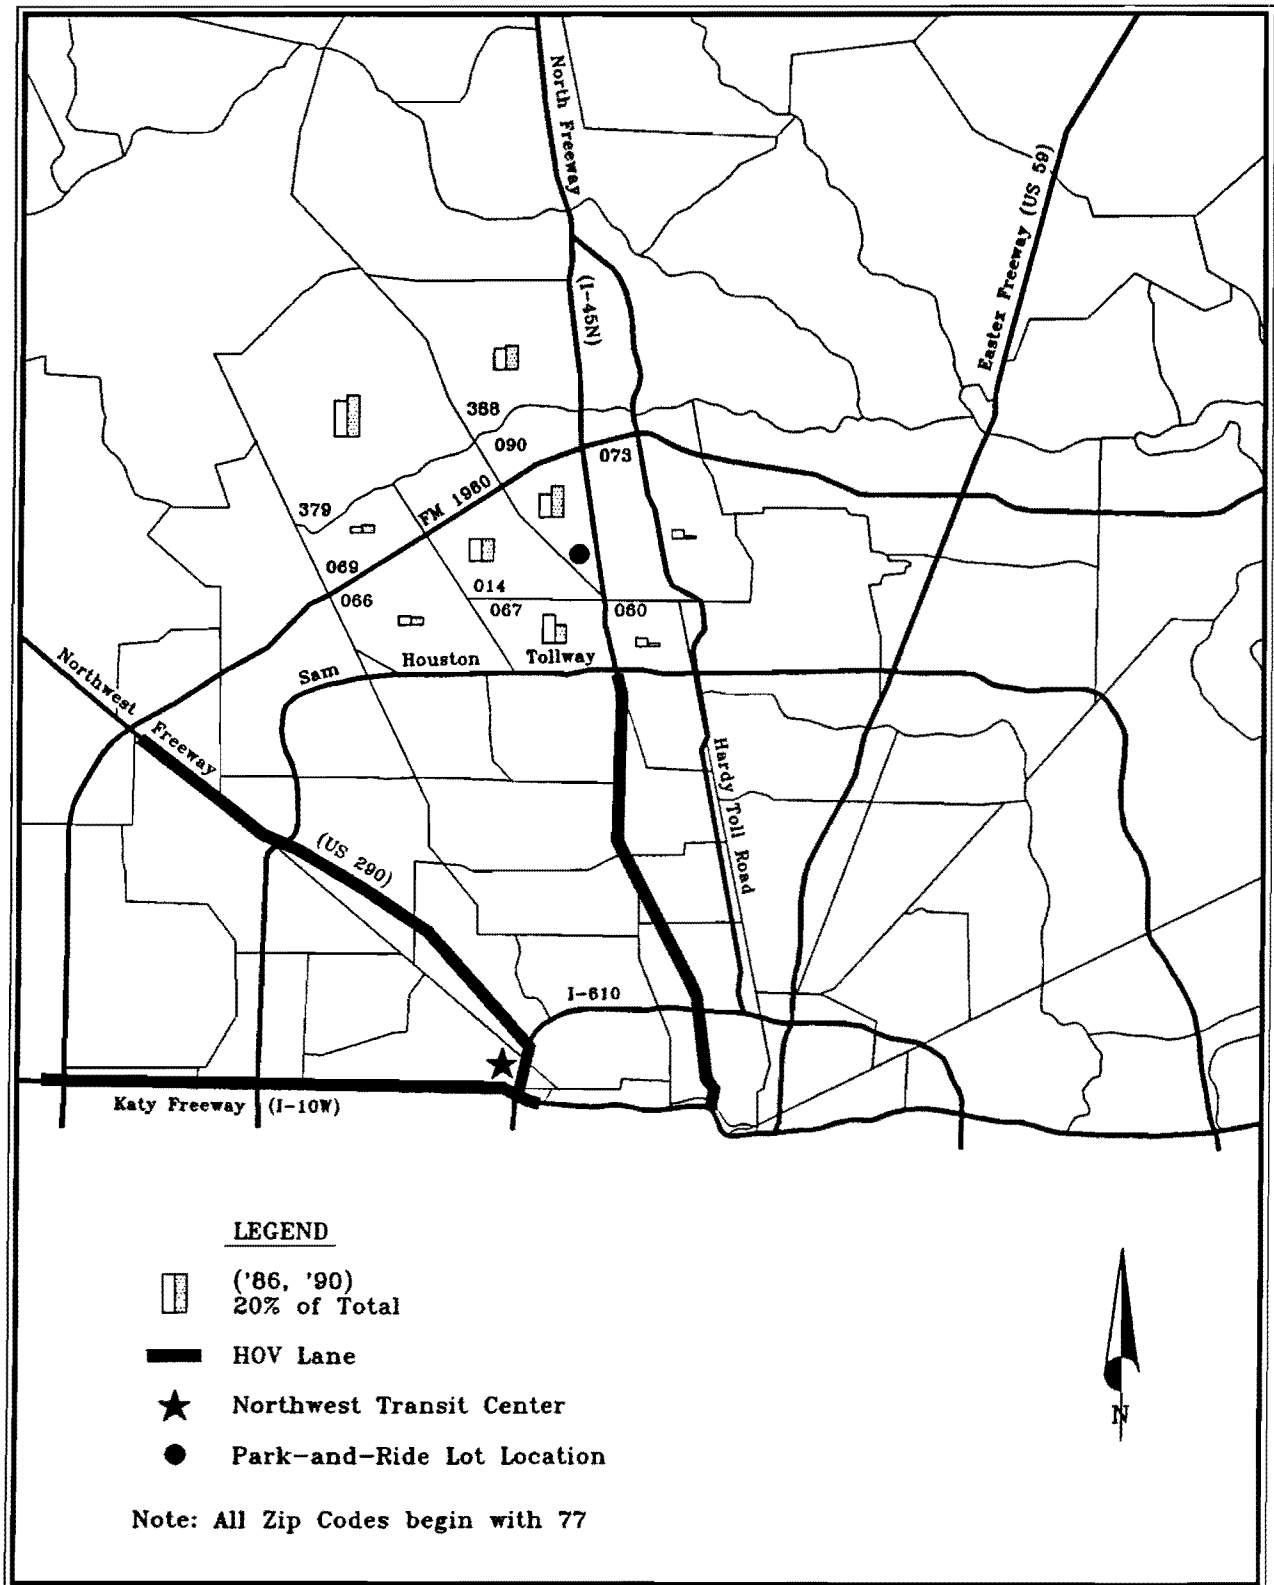 North Freeway
Eastex Freeway (US 59)
(I-45N)
388
090
073
FM 1960
379
069
014
066
067
060
Houston
Tollway
Sam
Northwest
Freeway
Hardy Toll Road
(US 290)
I-610
Katy Freeway
(I-10W)
LEGEND
('86, '90)
20% of Total
HOV Lane
Northwest Transit Center
Park-and-Ride Lot Location
N
Note: All Zip Codes begin with 77